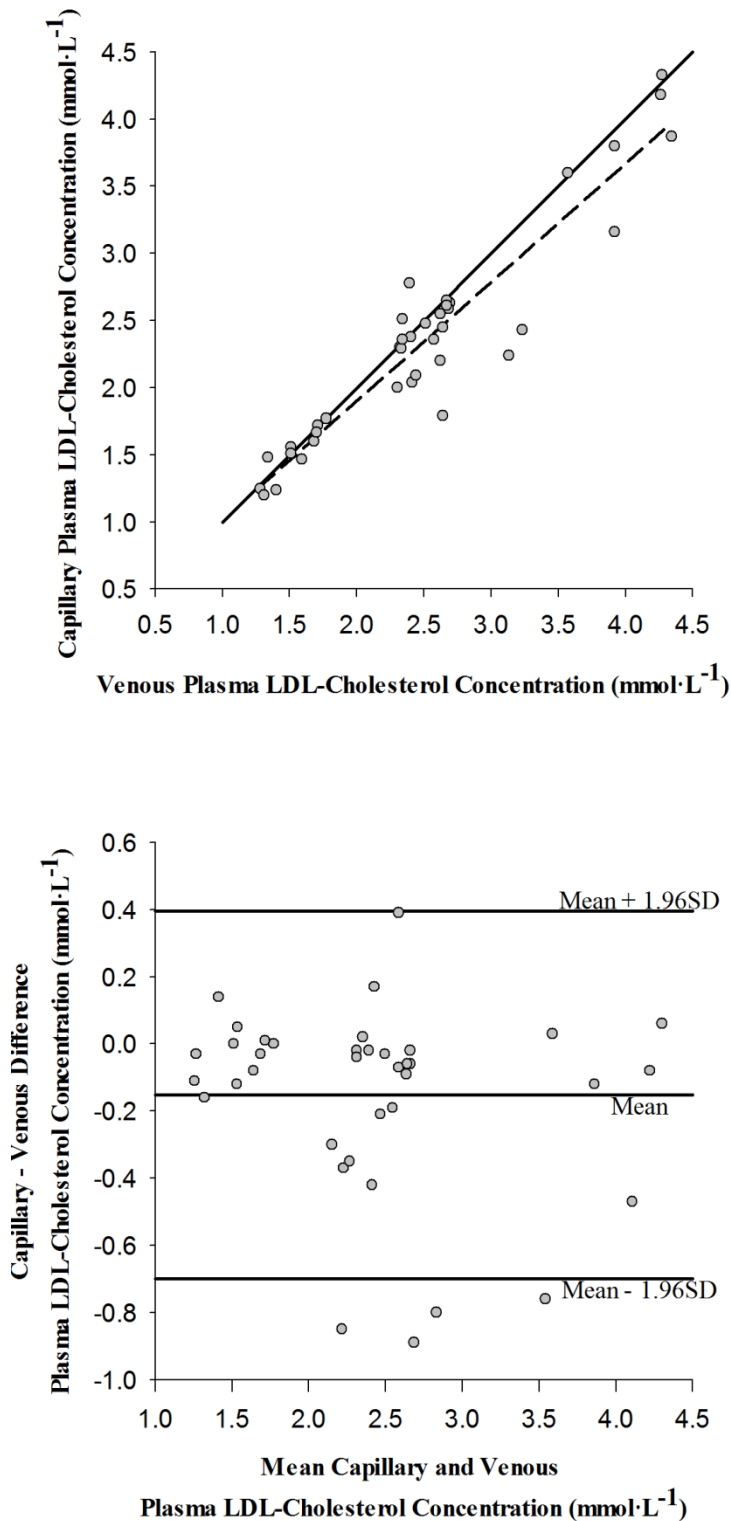 Capillary Plasma LDL-Cholesterol Concentration (mmol·L-1)
4.5
4.0
3.5
3.0
2.5
2.0
1.5
1.0
0.5
0.5 1.0 1.5 2.0 2.5 3.0 3.5 4.0 4.5
Venous Plasma LDL-Cholesterol Concentration (mmol·L-1)
Capillary - Venous Difference
Plasma LDL-Cholesterol Concentration (mmol·L-1)
0.6
0.4
0.2
0.0
-0.2
-0.4
-0.6
-0.8
-1.0
Mean + 1.96SD
Mean
Mean - 1.96SD
1.0 1.5 2.0 2.5 3.0 3.5 4.0 4.5
Mean Capillary and Venous
Plasma LDL-Cholesterol Concentration (mmol·L-1)